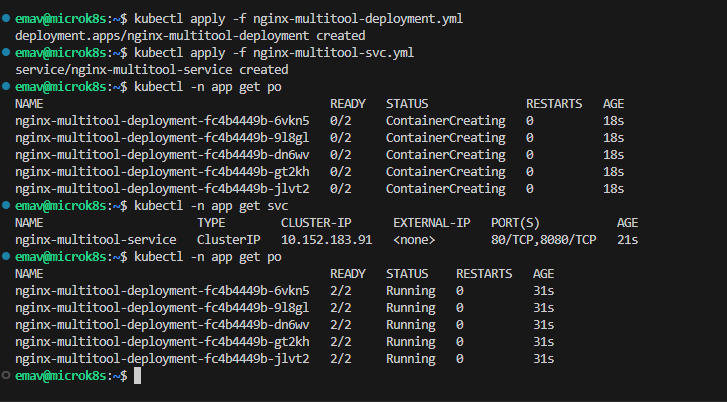 emav@microk8s:~$ kubectl apply -f nginx-multitool-deployment.yml
deployment.apps/nginx-multitool-deployment created
emav@microk8s:~$ kubectl apply -f nginx-multitool-svc.yml
service/nginx-multitool-service created
emav@microk8s:~$ kubectl -n app get po
NAME READY STATUS RESTARTS AGE
nginx-multitool-deployment-fc4b4449b-6vkn5 0/2 ContainerCreating 0 18s
nginx-multitool-deployment-fc4b4449b-9l8gl 0/2 ContainerCreating 0 18s
nginx-multitool-deployment-fc4b4449b-dn6wv 0/2 ContainerCreating 0 18s
nginx-multitool-deployment-fc4b4449b-gt2kh 0/2 ContainerCreating 0 18s
nginx-multitool-deployment-fc4b4449b-jlvt2 0/2 ContainerCreating 0 18s
emav@microk8s:~$ kubectl -n app get svc
NAME TYPE CLUSTER-IP EXTERNAL-IP PORT(S) AGE
nginx-multitool-service ClusterIP 10.152.183.91 <none> 80/TCP,8080/TCP 21s
emav@microk8s:~$ kubectl -n app get po
NAME READY STATUS RESTARTS AGE
nginx-multitool-deployment-fc4b4449b-6vkn5 2/2 Running 0 31s
nginx-multitool-deployment-fc4b4449b-9l8gl 2/2 Running 0 31s
nginx-multitool-deployment-fc4b4449b-dn6wv 2/2 Running 0 31s
nginx-multitool-deployment-fc4b4449b-gt2kh 2/2 Running 0 31s
nginx-multitool-deployment-fc4b4449b-jlvt2 2/2 Running 0 31s
emav@microk8s:~$